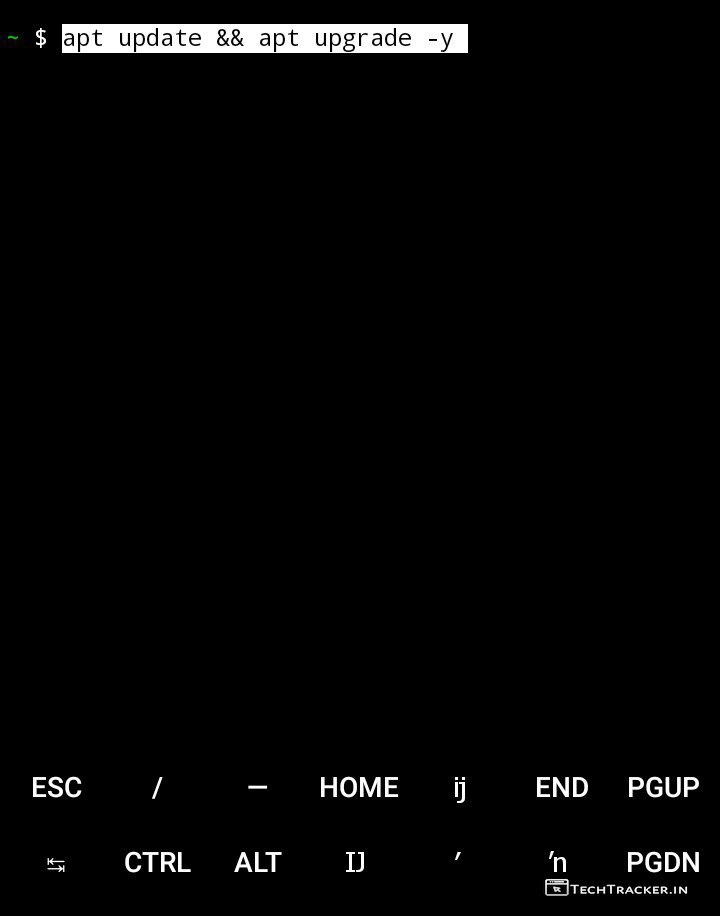 ~ $ apt update && apt upgrade -y
ESC / — HOME ĳ END PGUP
↹ CTRL ALT Ĳ ʼ ŉ PGDN
TECHTRACKER.IN